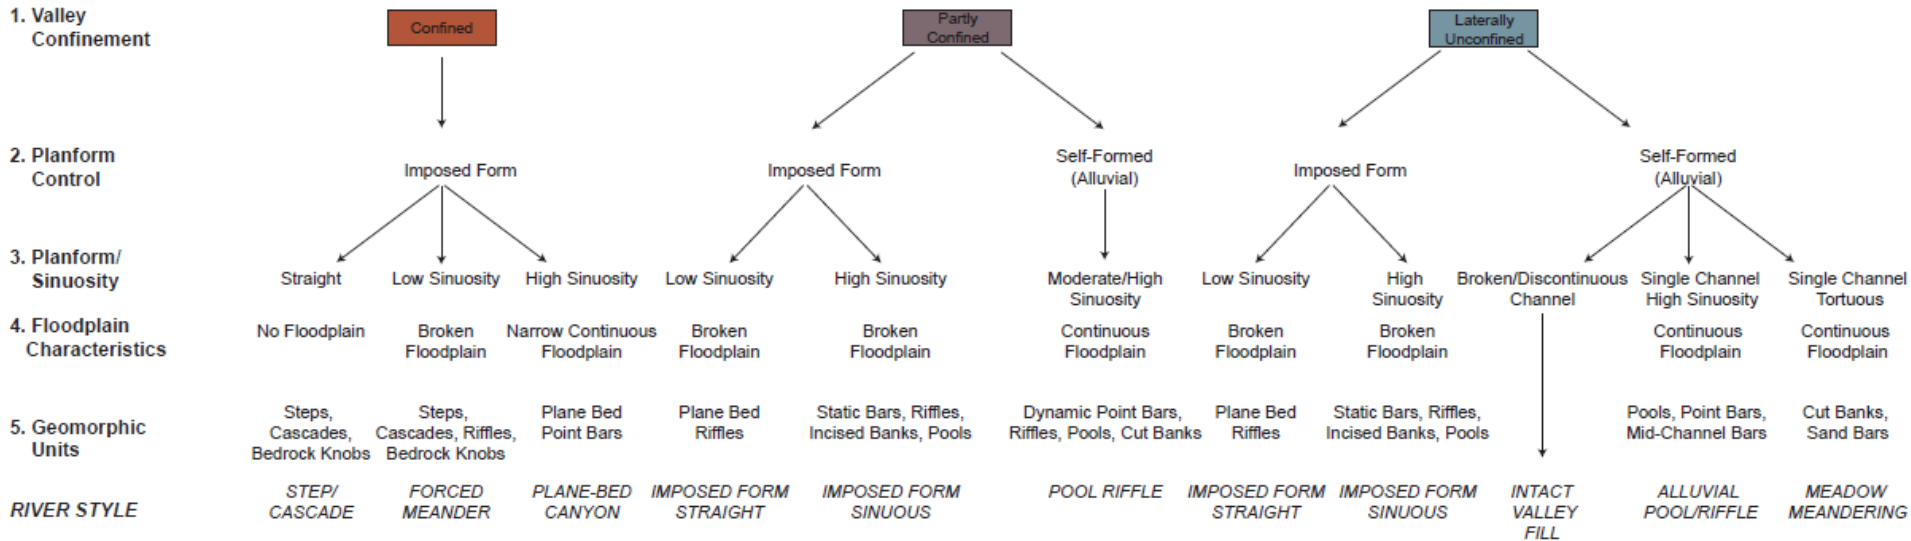 1. Valley
Confinement
Confined
Partly
Confined
Laterally
Unconfined
2. Planform
Control
Imposed Form
Imposed Form
Self-Formed
(Alluvial)
Imposed Form
Self-Formed
(Alluvial)
3. Planform/
Sinuosity
Straight
Low Sinuosity
High Sinuosity
Low Sinuosity
High Sinuosity
Moderate/High
Sinuosity
Low Sinuosity
High
Sinuosity
Broken/Discontinuous
Channel
Single Channel
High Sinuosity
Single Channel
Tortuous
4. Floodplain
Characteristics
No Floodplain
Broken
Floodplain
Narrow Continuous
Floodplain
Broken
Floodplain
Broken
Floodplain
Continuous
Floodplain
Broken
Floodplain
Broken
Floodplain
Continuous
Floodplain
Continuous
Floodplain
5. Geomorphic
Units
Steps,
Cascades,
Bedrock Knobs
Steps,
Cascades, Riffles,
Bedrock Knobs
Plane Bed
Point Bars
Plane Bed
Riffles
Static Bars, Riffles,
Incised Banks, Pools
Dynamic Point Bars,
Riffles, Pools, Cut Banks
Plane Bed
Riffles
Static Bars, Riffles,
Incised Banks, Pools
Pools, Point Bars,
Mid-Channel Bars
Cut Banks,
Sand Bars
RIVER STYLE
STEP/
CASCADE
FORCED
MEANDER
PLANE-BED
CANYON
IMPOSED FORM
STRAIGHT
IMPOSED FORM
SINUOUS
POOL RIFFLE
IMPOSED FORM
STRAIGHT
IMPOSED FORM
SINUOUS
INTACT
VALLEY
FILL
ALLUVIAL
POOL/RIFFLE
MEADOW
MEANDERING